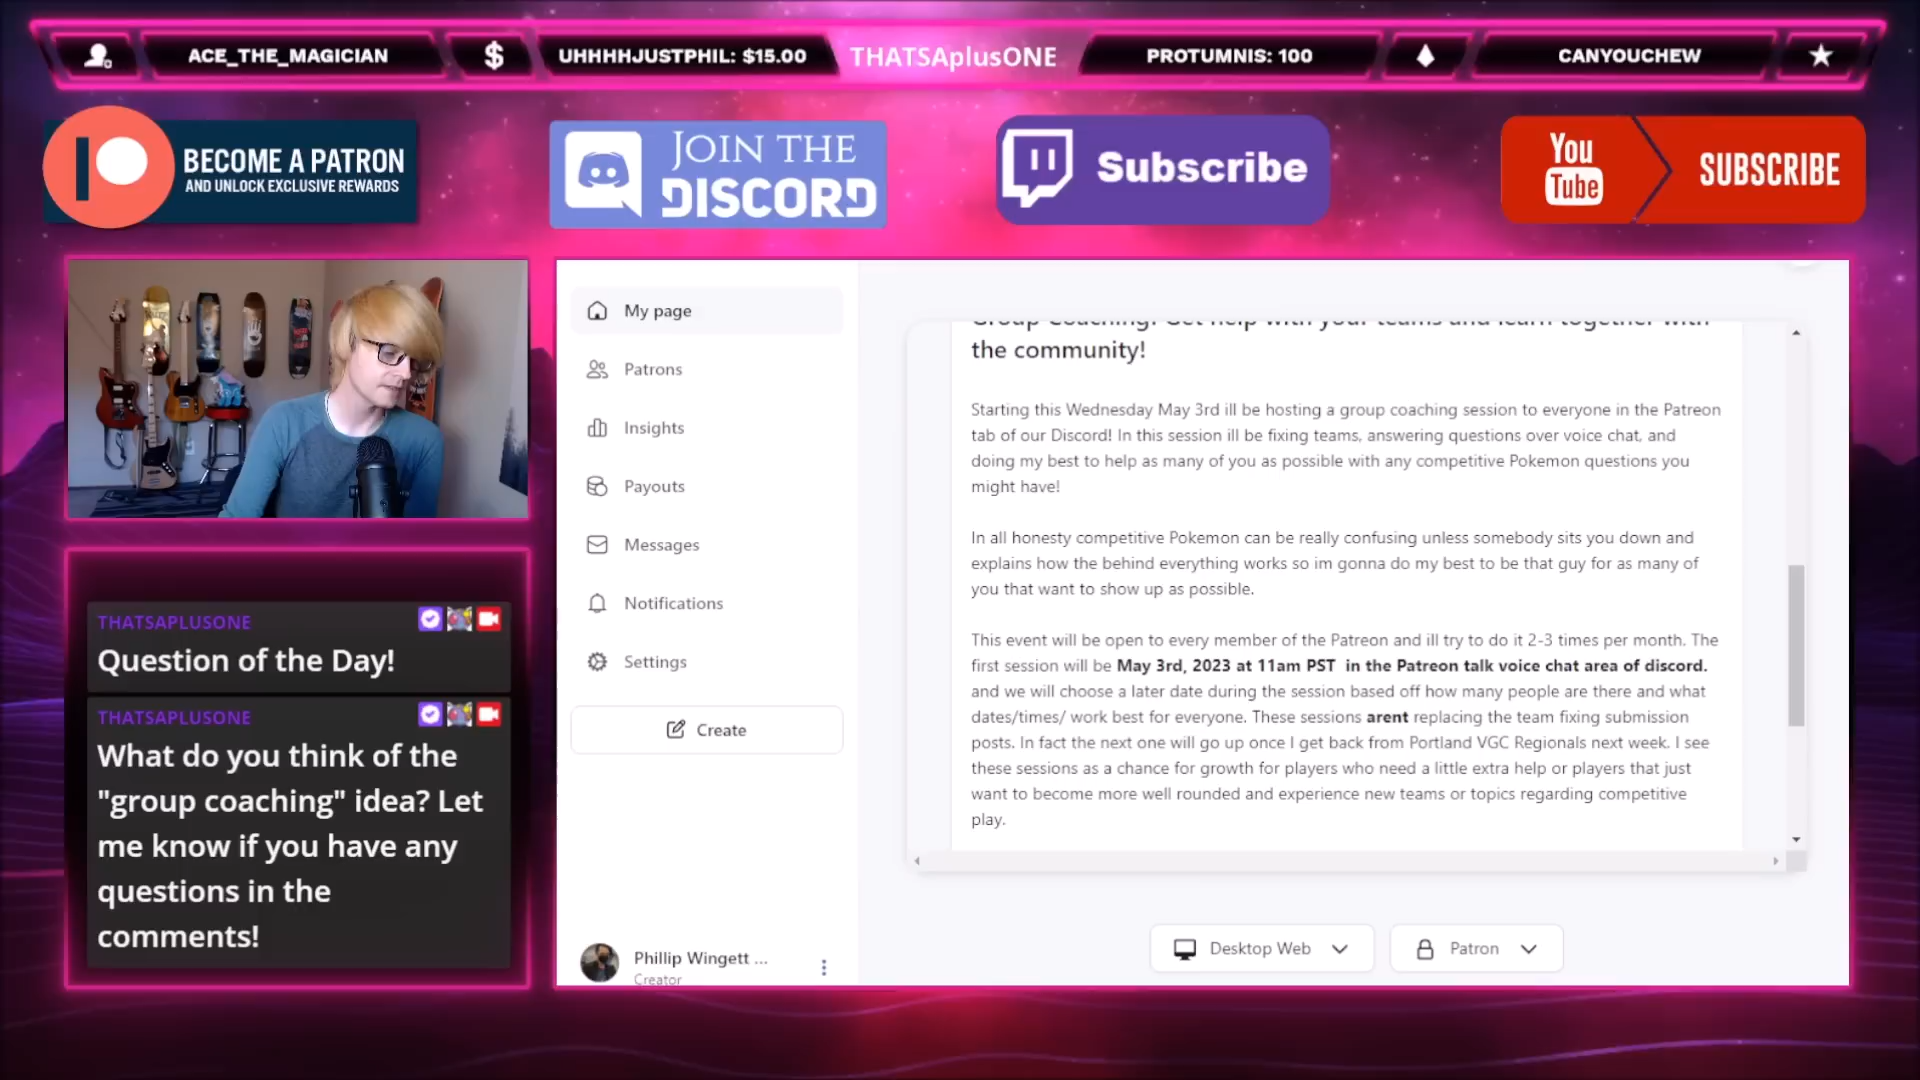 ACE_THE_MAGICIAN
$
UHHHHJUSTPHIL: $15.00
THATSAplusONE
PROTUMNIS: 100
CANYOUCHEW
BECOME A PATRON
AND UNLOCK EXCLUSIVE REWARDS
JOIN THE
DISCORD
Subscribe
You
Tube
SUBSCRIBE
THATSAPLUSONE
Question of the Day!
THATSAPLUSONE
What do you think of the
"group coaching" idea? Let
me know if you have any
questions in the
comments!
My page
Patrons
Insights
Payouts
Messages
Notifications
Settings
Create
Phillip Wingett ...
Creator
Group Coaching! Get help with your teams and learn together with
the community!
Starting this Wednesday May 3rd ill be hosting a group coaching session to everyone in the Patreon
tab of our Discord! In this session ill be fixing teams, answering questions over voice chat, and
doing my best to help as many of you as possible with any competitive Pokemon questions you
might have!
In all honesty competitive Pokemon can be really confusing unless somebody sits you down and
explains how the behind everything works so im gonna do my best to be that guy for as many of
you that want to show up as possible.
This event will be open to every member of the Patreon and ill try to do it 2-3 times per month. The
first session will be May 3rd, 2023 at 11am PST in the Patreon talk voice chat area of discord.
and we will choose a later date during the session based off how many people are there and what
dates/times/ work best for everyone. These sessions arent replacing the team fixing submission
posts. In fact the next one will go up once I get back from Portland VGC Regionals next week. I see
these sessions as a chance for growth for players who need a little extra help or players that just
want to become more well rounded and experience new teams or topics regarding competitive
play.
Desktop Web
Patron